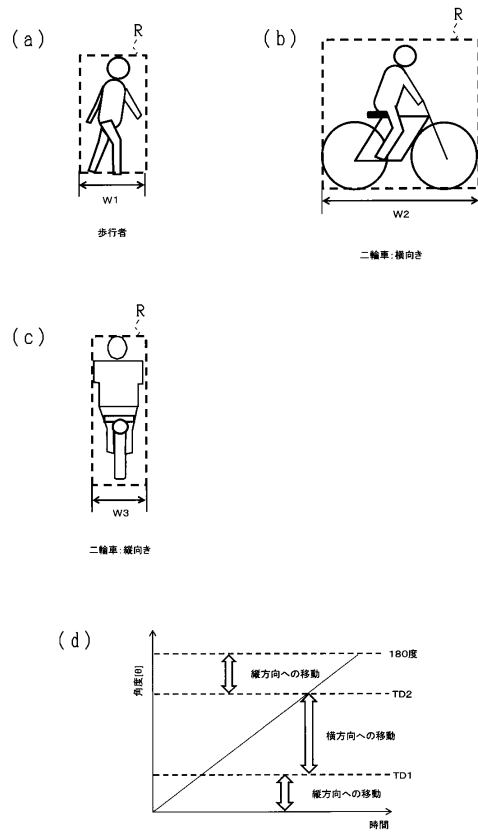 (a)
R
W1
歩行者
(b)
R
W2
二輪車:横向き
(c)
R
W3
二輪車:縦向き
(d)
角度[θ]
180度
縦方向への移動
TD2
横方向への移動
TD1
縦方向への移動
時間